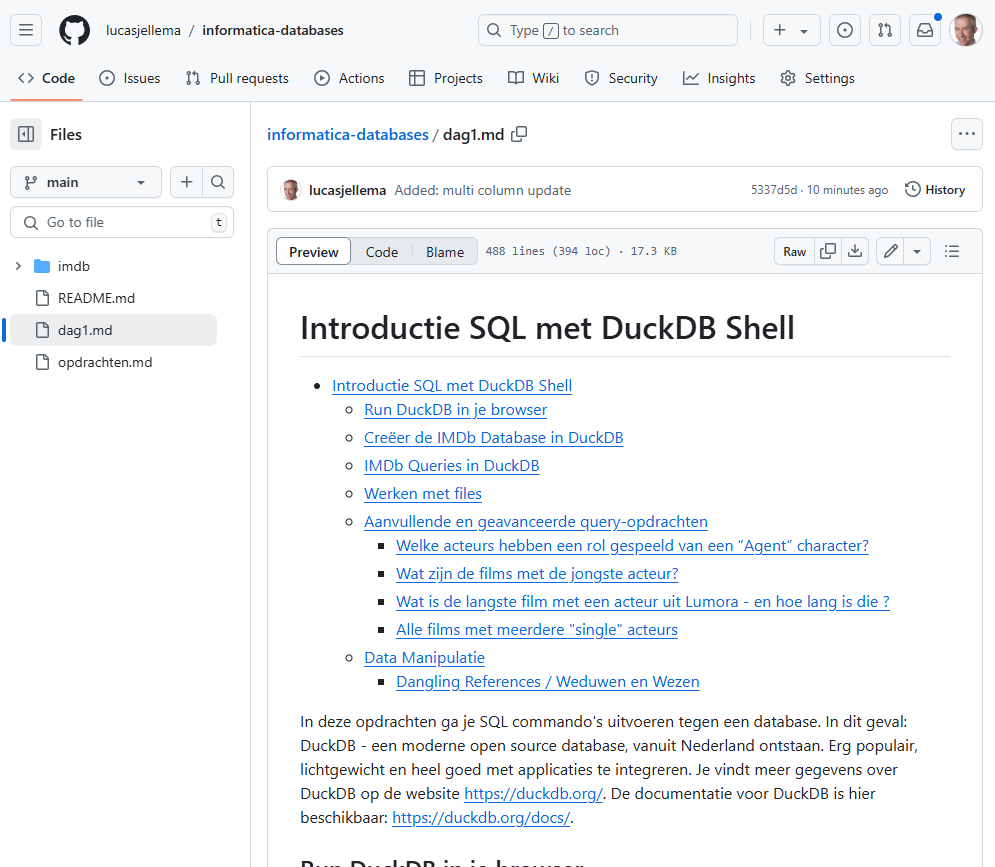 lucasjellema / informatica-databases
Type / to search
Code
Issues
Pull requests
Actions
Projects
Wiki
Security
Insights
Settings
Files
main
Go to file
t
imdb
README.md
dag1.md
opdrachten.md
informatica-databases / dag1.md
lucasjellema Added: multi column update
5337d5d · 10 minutes ago
History
Preview
Code
Blame
488 lines (394 loc) · 17.3 KB
Raw
Introductie SQL met DuckDB Shell
Introductie SQL met DuckDB Shell
Run DuckDB in je browser
Creëer de IMDb Database in DuckDB
IMDb Queries in DuckDB
Werken met files
Aanvullende en geavanceerde query-opdrachten
Welke acteurs hebben een rol gespeeld van een “Agent” character?
Wat zijn de films met de jongste acteur?
Wat is de langste film met een acteur uit Lumora - en hoe lang is die ?
Alle films met meerdere "single" acteurs
Data Manipulatie
Dangling References / Weduwen en Wezen
In deze opdrachten ga je SQL commando's uitvoeren tegen een database. In dit geval:
DuckDB - een moderne open source database, vanuit Nederland ontstaan. Erg populair,
lichtgewicht en heel goed met applicaties te integreren. Je vindt meer gegevens over
DuckDB op de website https://duckdb.org/. De documentatie voor DuckDB is hier
beschikbaar: https://duckdb.org/docs/.
Run DuckDB in je browser